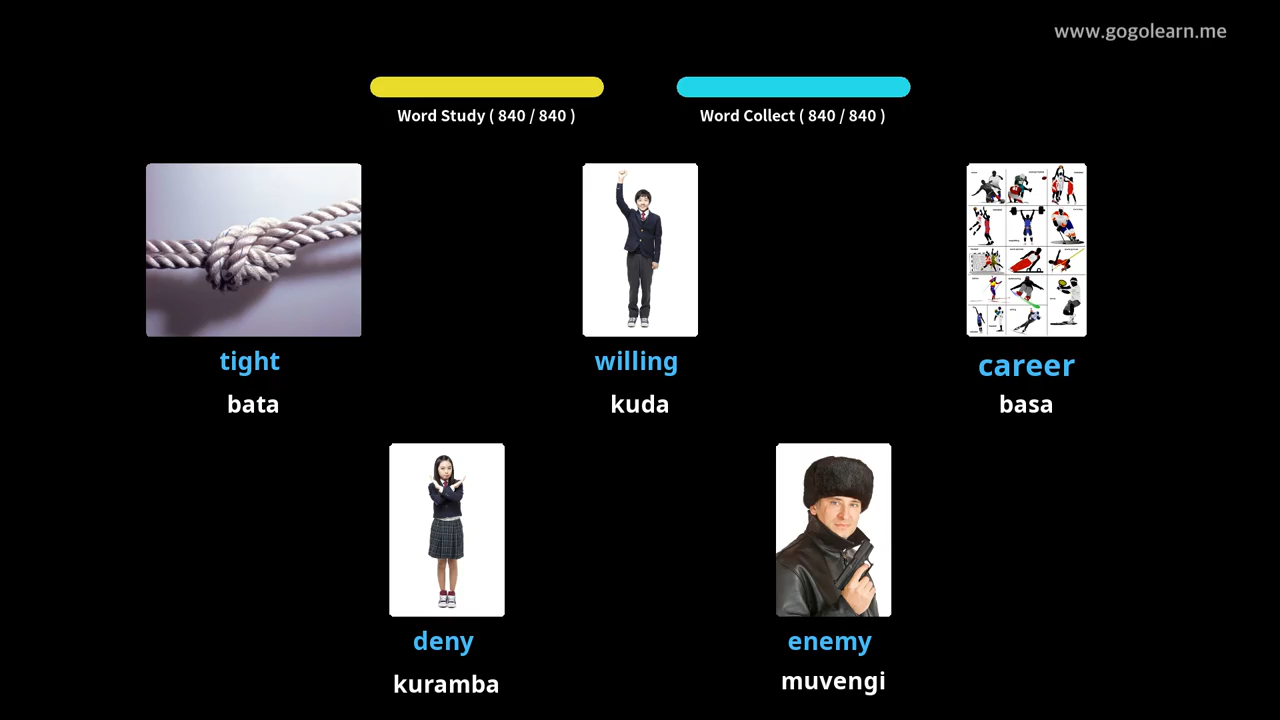 www.gogolearn.me
Word Study ( 840 / 840 )
Word Collect ( 840 / 840 )
tight
willing
career
bata
kuda
basa
deny
enemy
kuramba
muvengi